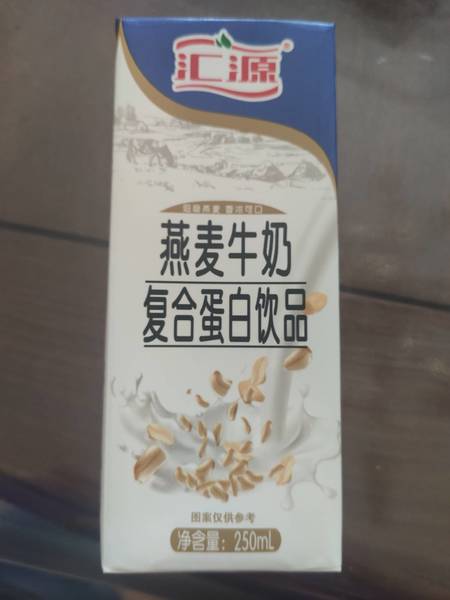 汇源®
燕麦牛奶
复合蛋白饮品
图案仅供参考
净含量：250mL